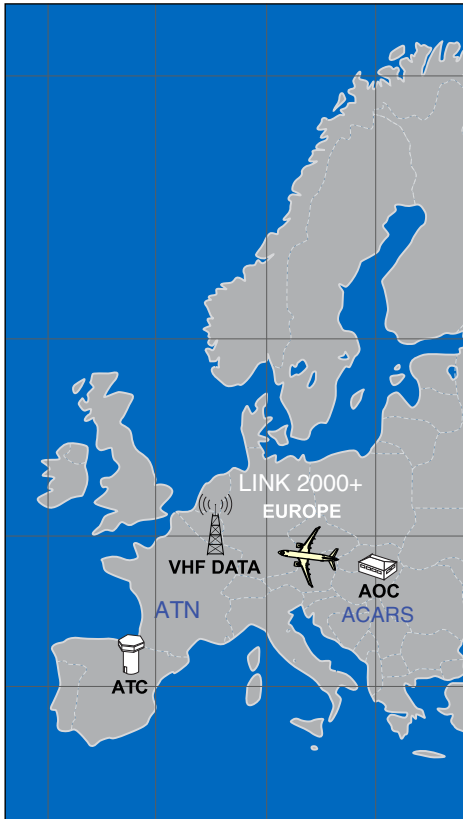 LINK 2000+
EUROPE
VHF DATA
AOC
ATN
ACARS
ATC